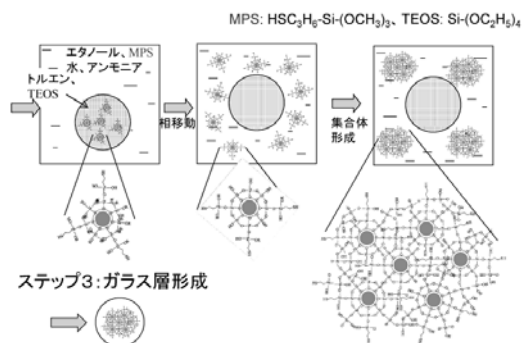 MPS: HSC3H6-Si-(OCH3)3、TEOS: Si-(OC2H5)4
エタノール、MPS
水、アンモニア
トルエン、
TEOS
相移動
集合体
形成
ステップ3:ガラス層形成